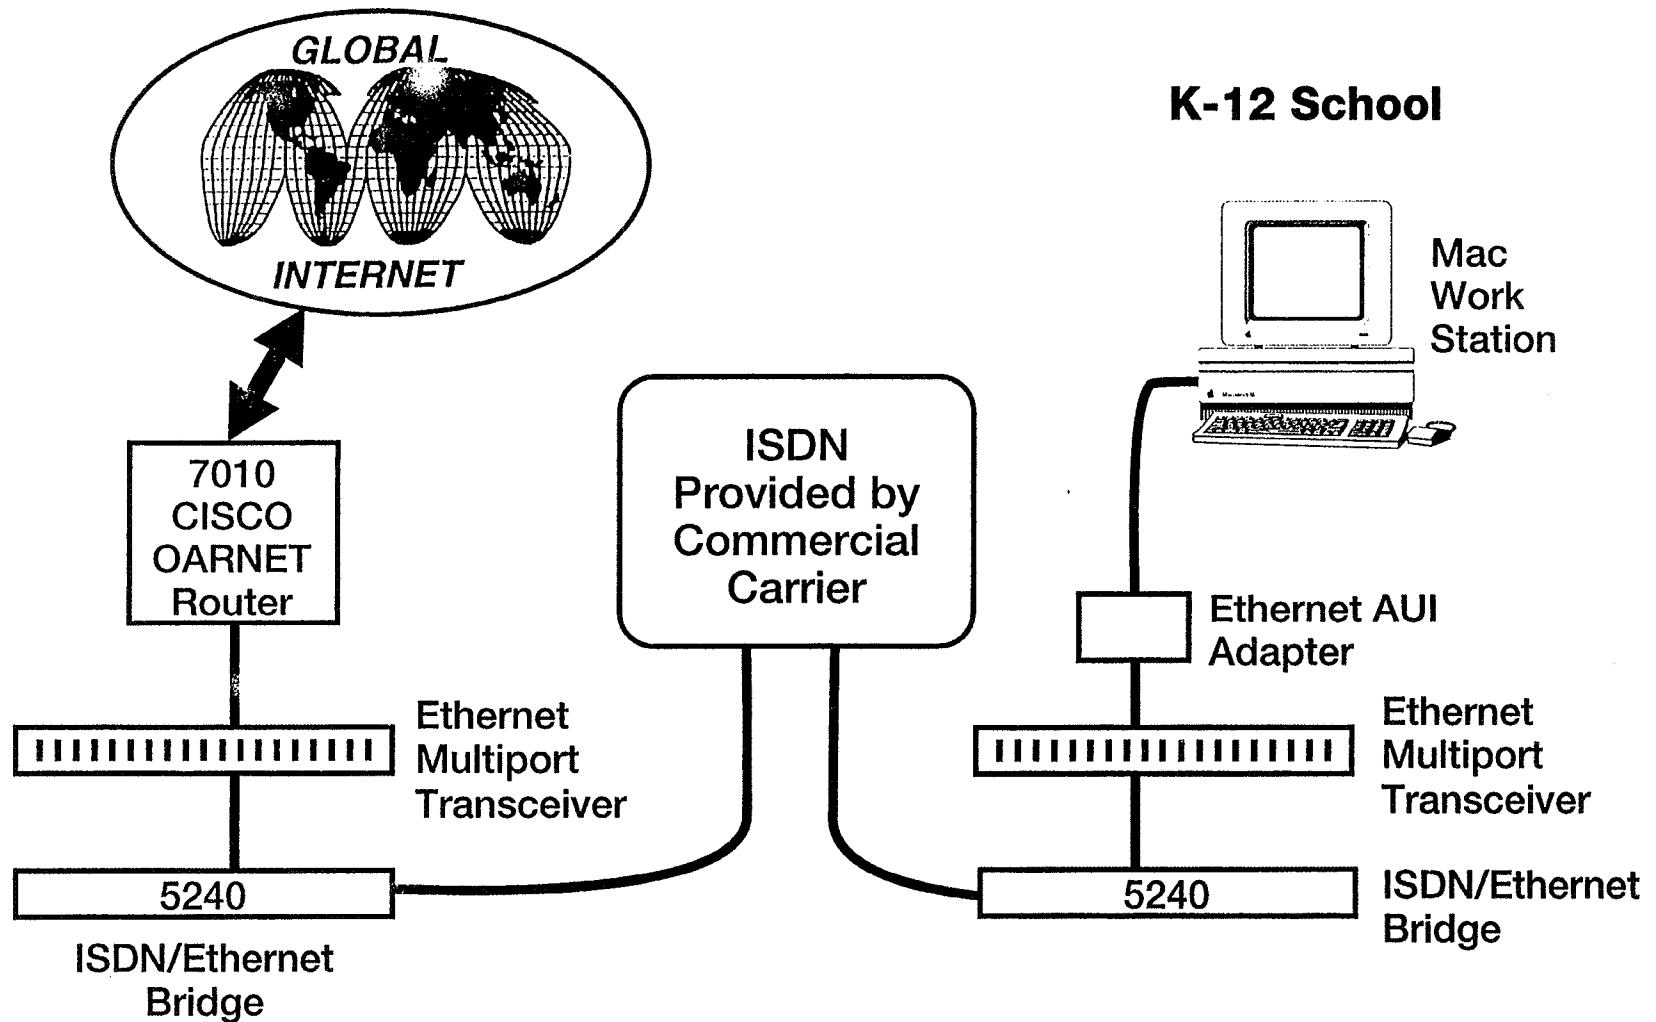 GLOBAL
INTERNET
K-12 School
Mac
Work
Station
7010
CISCO
OARNET
Router
ISDN
Provided by
Commercial
Carrier
Ethernet AUI
Adapter
Ethernet
Multiport
Transceiver
Ethernet
Multiport
Transceiver
5240
ISDN/Ethernet
Bridge
5240
ISDN/Ethernet
Bridge